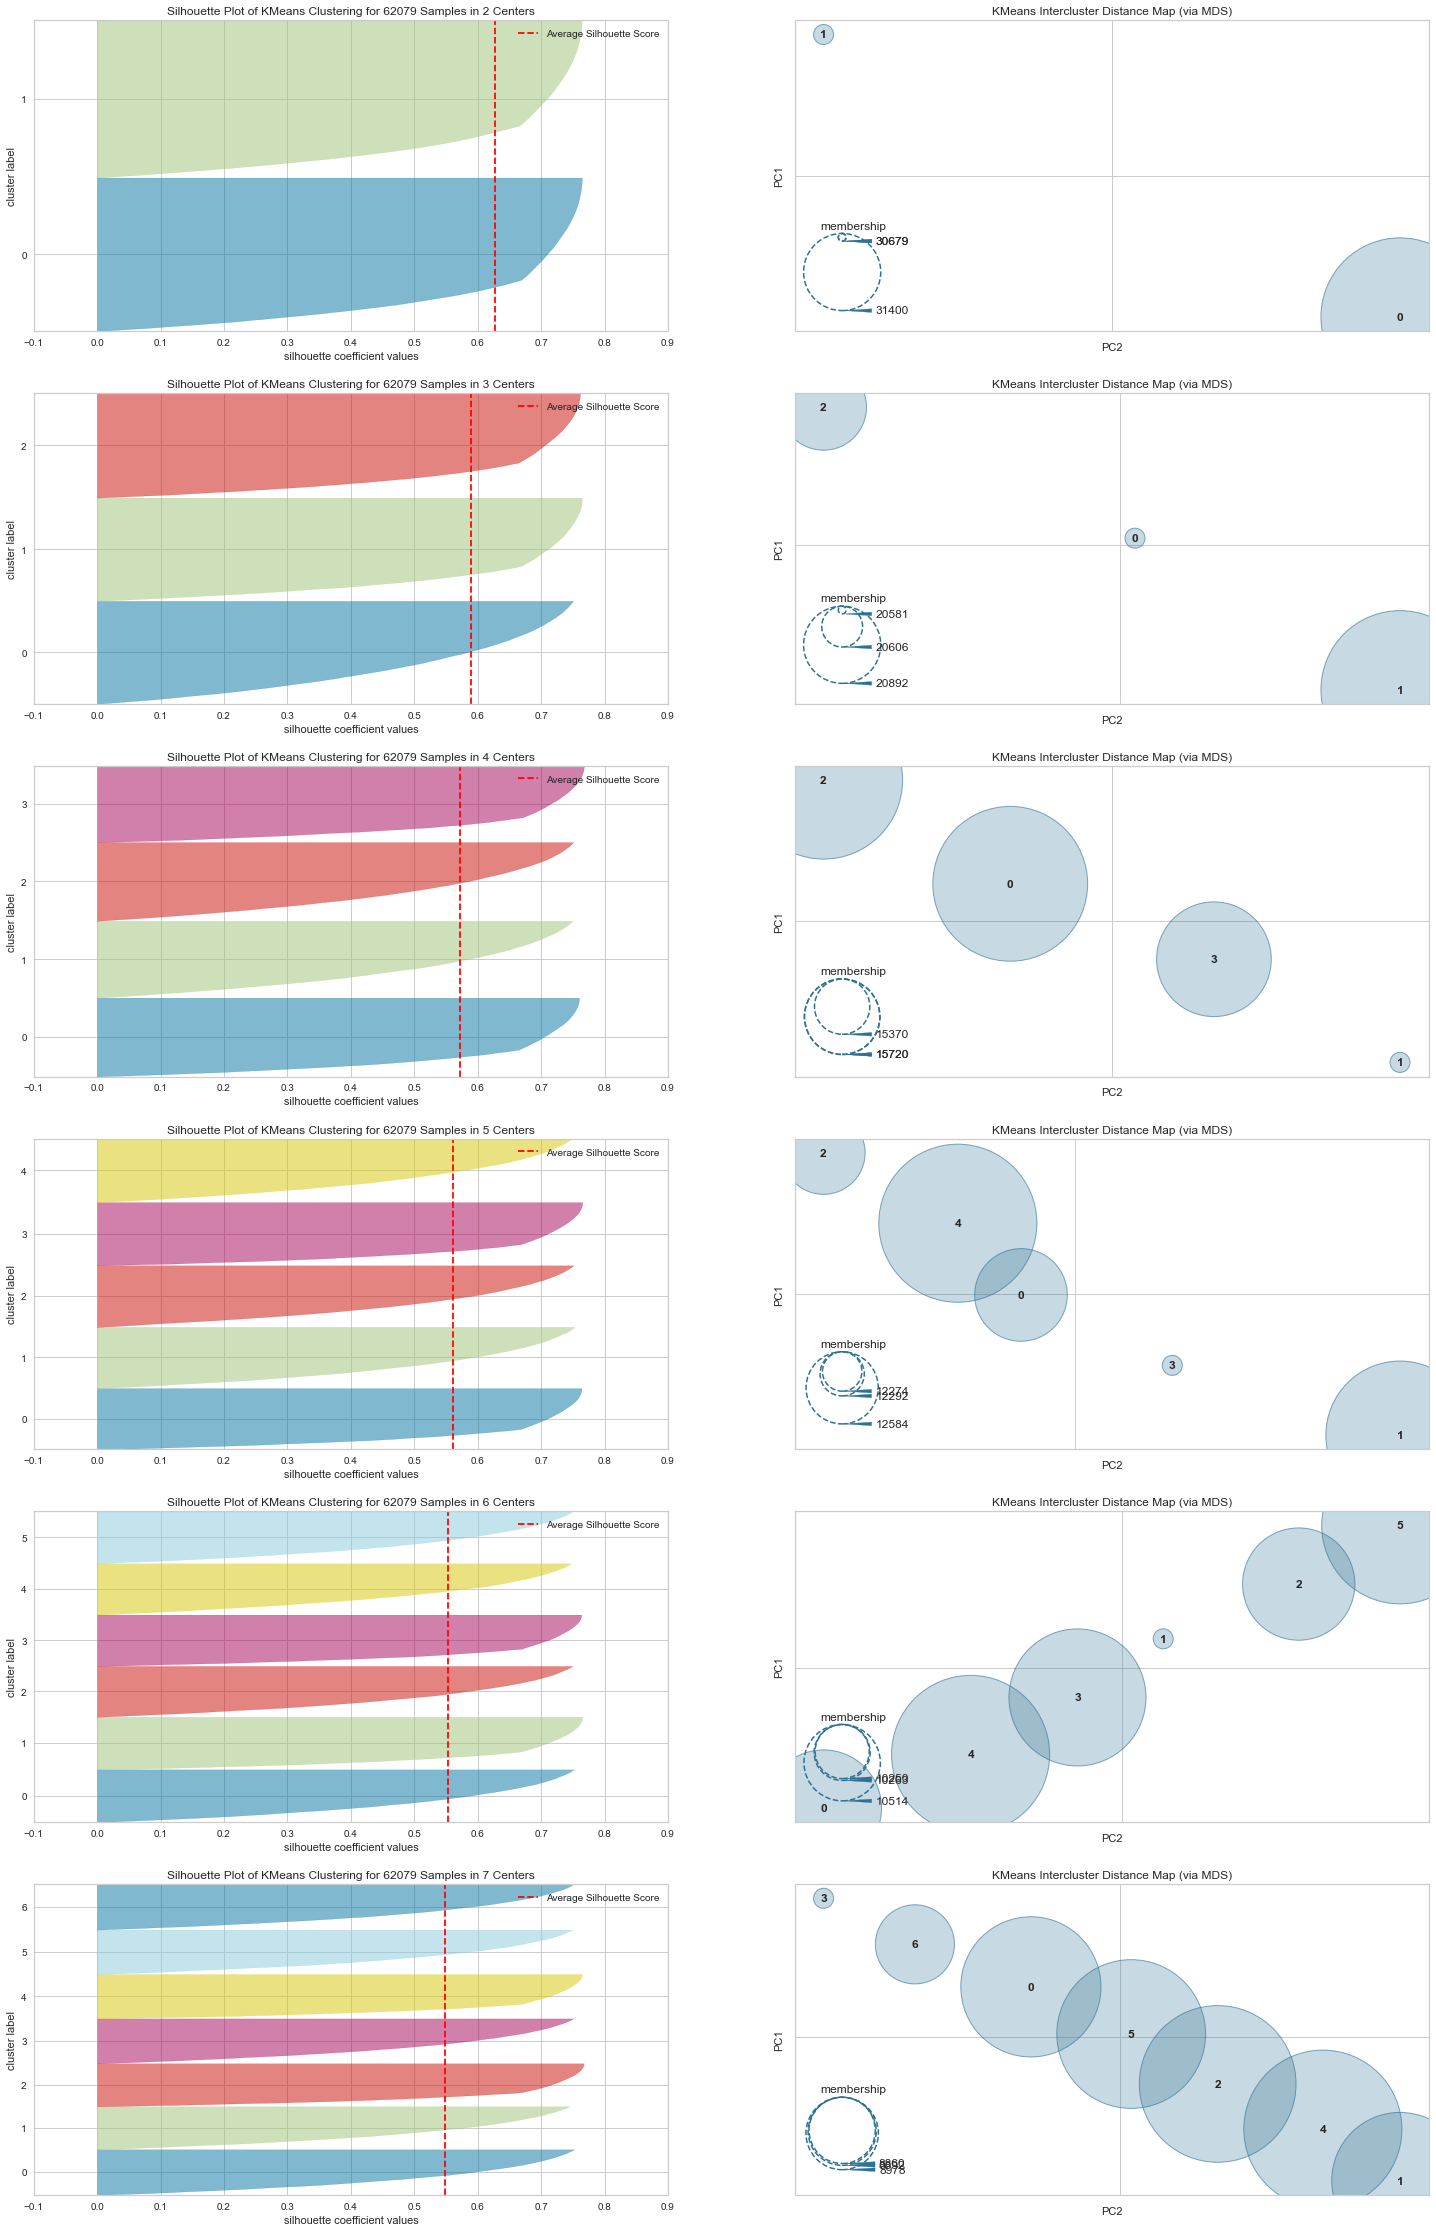 Silhouette Plot of KMeans Clustering for 62079 Samples in 2 Centers
Average Silhouette Score
1
0
cluster label
−0.1 0.0 0.1 0.2 0.3 0.4 0.5 0.6 0.7 0.8 0.9
silhouette coefficient values
KMeans Intercluster Distance Map (via MDS)
1
PC1
membership
30679
31400
0
PC2
Silhouette Plot of KMeans Clustering for 62079 Samples in 3 Centers
Average Silhouette Score
2
1
0
cluster label
−0.1 0.0 0.1 0.2 0.3 0.4 0.5 0.6 0.7 0.8 0.9
silhouette coefficient values
KMeans Intercluster Distance Map (via MDS)
2
0
PC1
membership
20581
20606
20892
1
PC2
Silhouette Plot of KMeans Clustering for 62079 Samples in 4 Centers
Average Silhouette Score
3
2
1
0
cluster label
−0.1 0.0 0.1 0.2 0.3 0.4 0.5 0.6 0.7 0.8 0.9
silhouette coefficient values
KMeans Intercluster Distance Map (via MDS)
2
0
PC1
3
membership
15370
15720
1
PC2
Silhouette Plot of KMeans Clustering for 62079 Samples in 5 Centers
Average Silhouette Score
4
3
2
1
0
cluster label
−0.1 0.0 0.1 0.2 0.3 0.4 0.5 0.6 0.7 0.8 0.9
silhouette coefficient values
KMeans Intercluster Distance Map (via MDS)
2
4
0
PC1
membership
3
12274
12292
12584
1
PC2
Silhouette Plot of KMeans Clustering for 62079 Samples in 6 Centers
Average Silhouette Score
5
4
3
2
1
0
cluster label
−0.1 0.0 0.1 0.2 0.3 0.4 0.5 0.6 0.7 0.8 0.9
silhouette coefficient values
KMeans Intercluster Distance Map (via MDS)
5
2
1
PC1
3
membership
4
10514
0
PC2
Silhouette Plot of KMeans Clustering for 62079 Samples in 7 Centers
Average Silhouette Score
6
5
4
3
2
1
0
cluster label
−0.1 0.0 0.1 0.2 0.3 0.4 0.5 0.6 0.7 0.8 0.9
silhouette coefficient values
KMeans Intercluster Distance Map (via MDS)
3
6
0
5
PC1
2
membership
4
8978
1
PC2